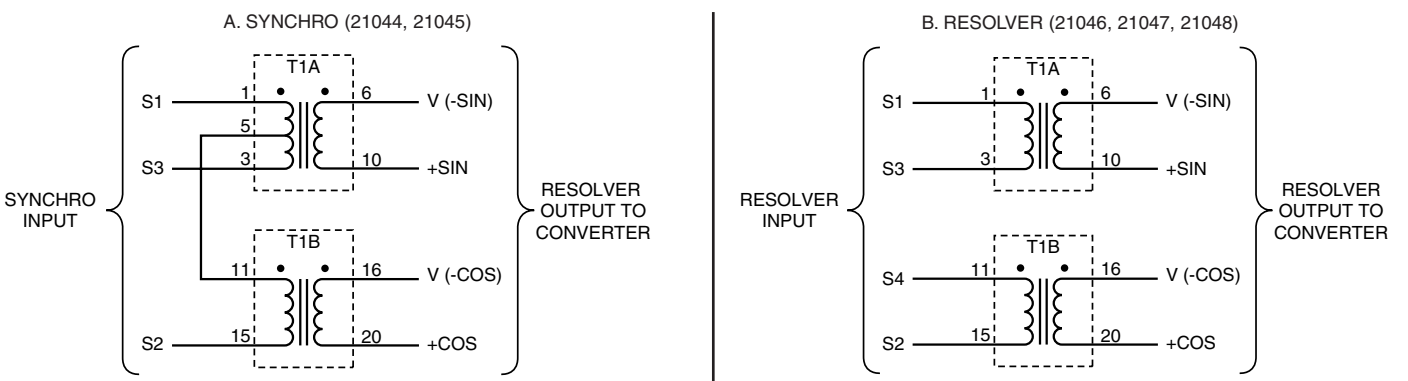 A. SYNCHRO (21044, 21045)
T1A
S1
1
6
V (-SIN)
5
S3
3
10
+SIN
SYNCHRO
INPUT
RESOLVER
OUTPUT TO
CONVERTER
T1B
11
16
V (-COS)
S2
15
20
+COS
B. RESOLVER (21046, 21047, 21048)
T1A
S1
1
6
V (-SIN)
S3
3
10
+SIN
RESOLVER
INPUT
RESOLVER
OUTPUT TO
CONVERTER
T1B
S4
11
16
V (-COS)
S2
15
20
+COS